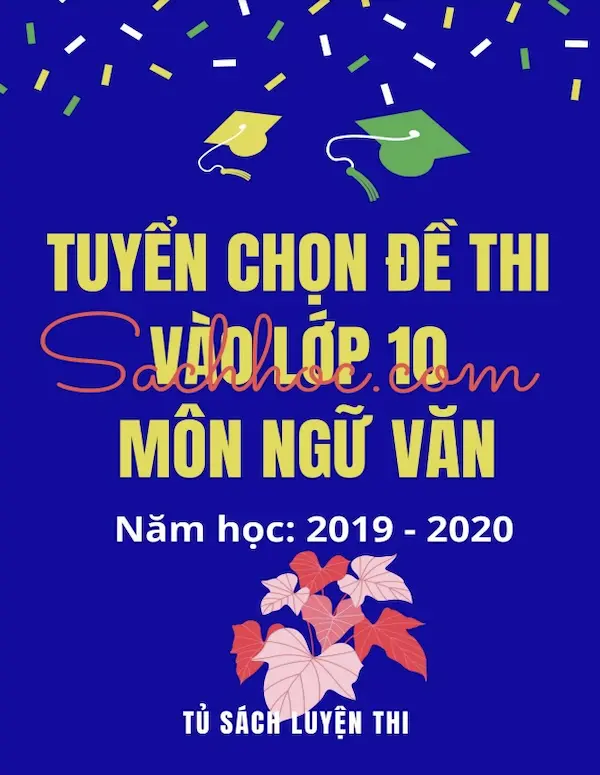 TUYỂN CHỌN ĐỀ THI
VÀO LỚP 10
Sachhoc.com
MÔN NGỮ VĂN
Năm học: 2019 - 2020
TỦ SÁCH LUYỆN THI